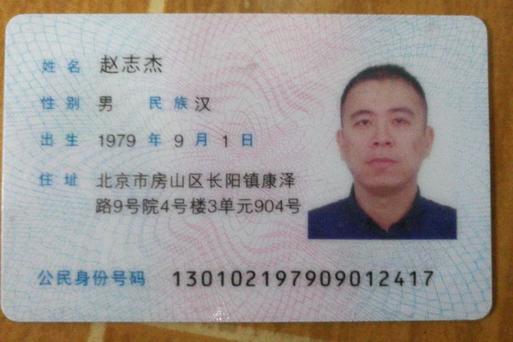 姓名 赵志杰
性别 男 民族 汉
出生 1979 年 9 月 1 日
住址 北京市房山区长阳镇康泽
路9号院4号楼3单元904号
公民身份号码 130102197909012417